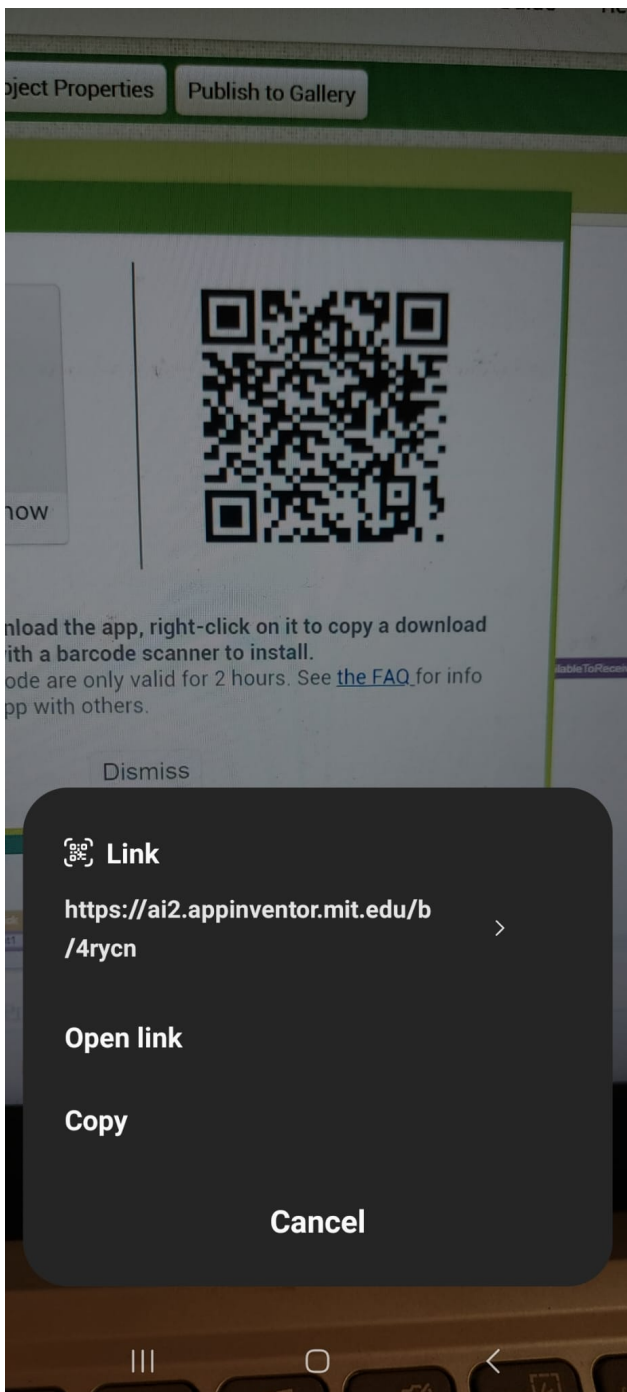 oject Properties
Publish to Gallery
now
nload the app, right-click on it to copy a download
ith a barcode scanner to install.
ode are only valid for 2 hours. See the FAQ for info
pp with others.
ilableToReceiv
Dismiss
Link
https://ai2.appinventor.mit.edu/b
/4rycn
Open link
Copy
Cancel